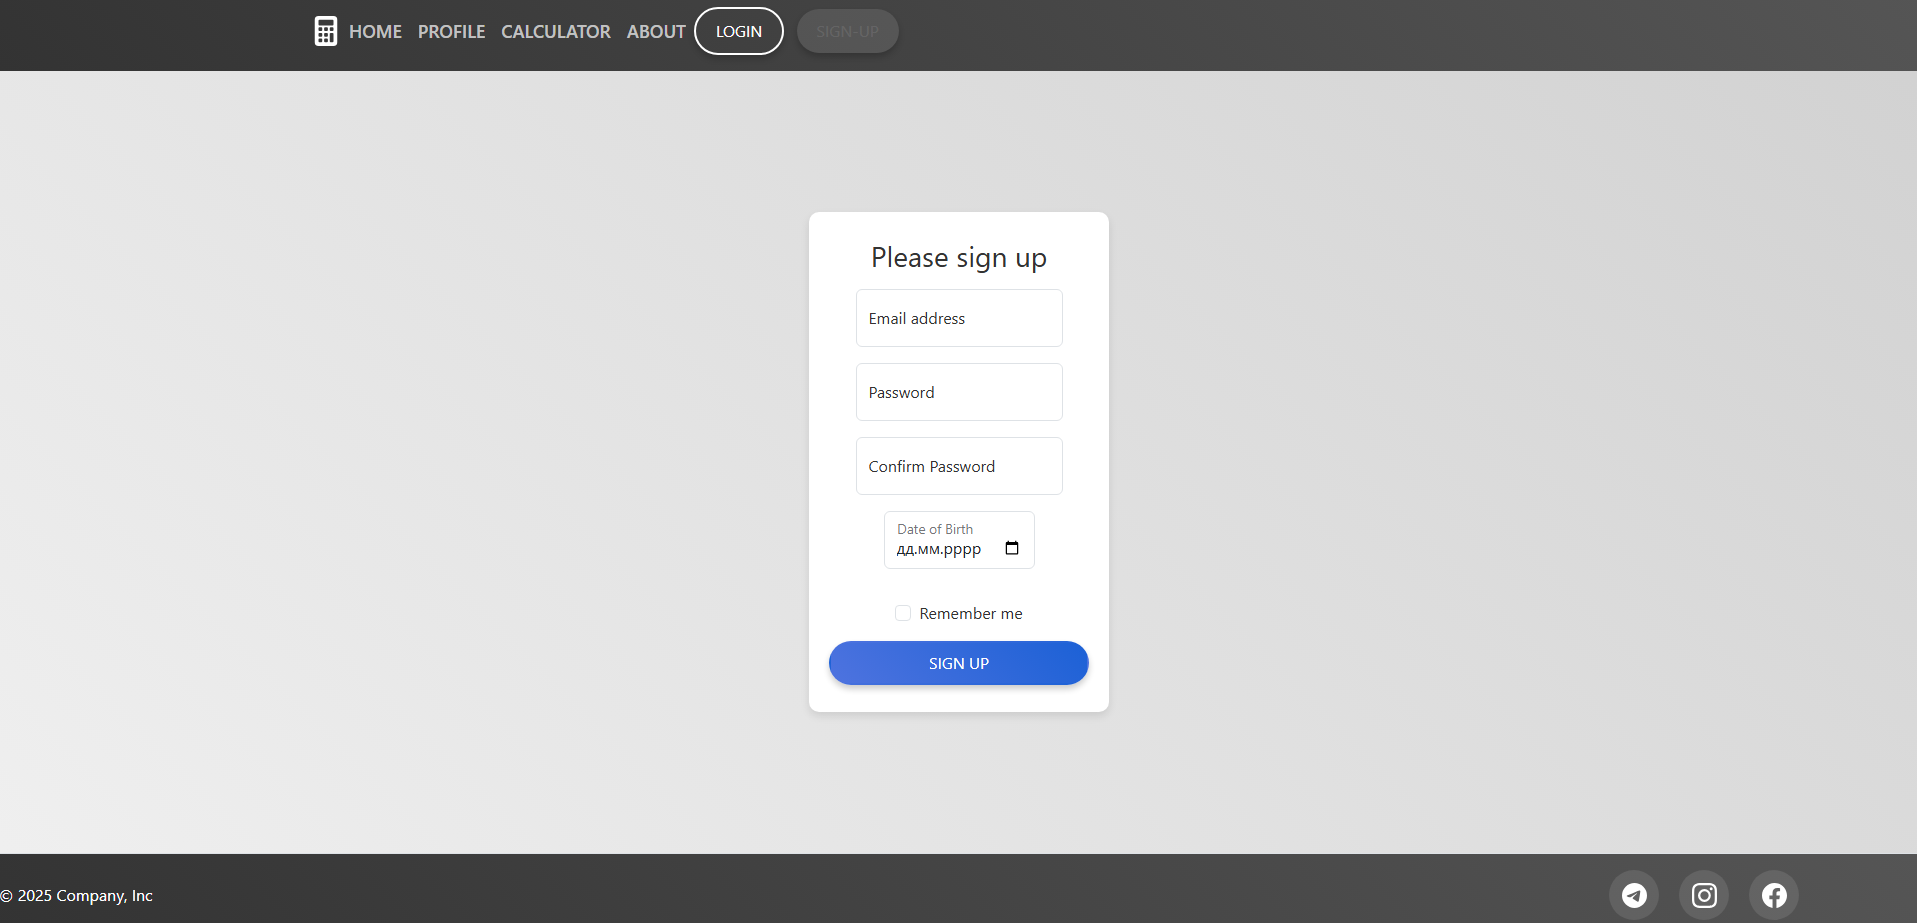 HOME PROFILE CALCULATOR ABOUT LOGIN SIGN-UP
Please sign up
Email address
Password
Confirm Password
Date of Birth
дд.мм.рррр
Remember me
SIGN UP
© 2025 Company, Inc